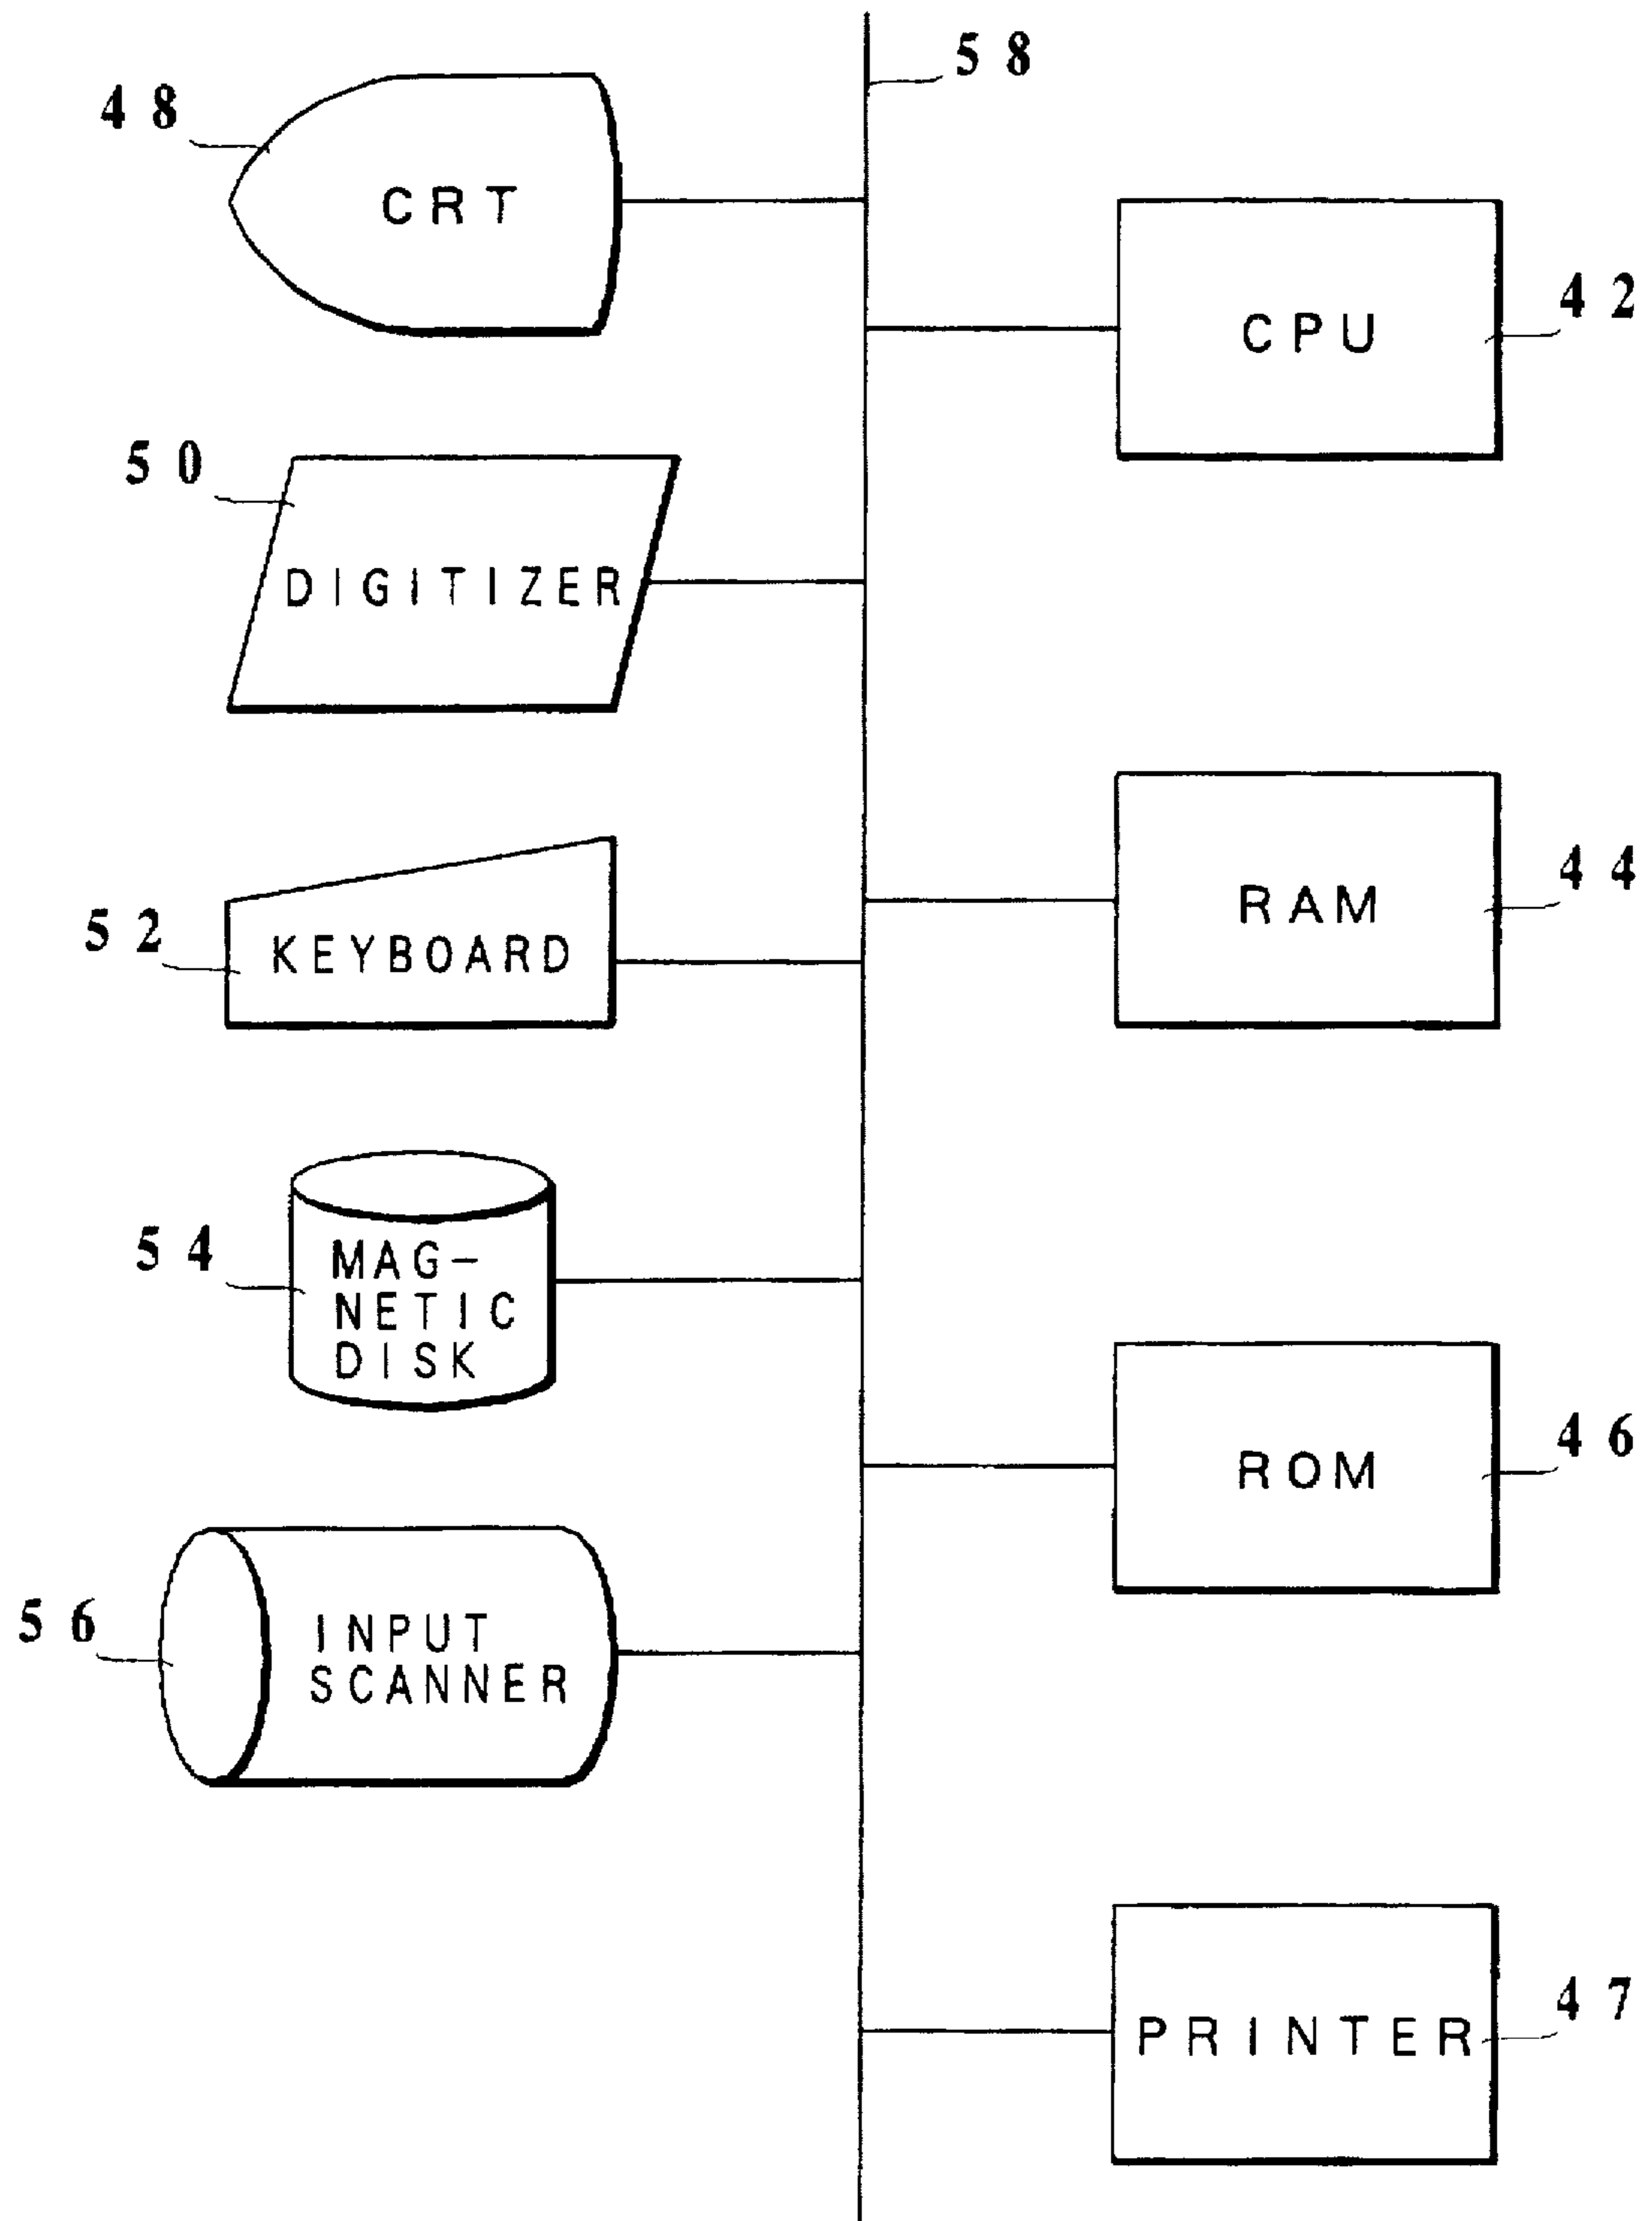 58
48
CRT
CPU
42
50
DIGITIZER
RAM
44
52
KEYBOARD
54
MAG-
NETIC
DISK
ROM
46
56
INPUT
SCANNER
PRINTER
47